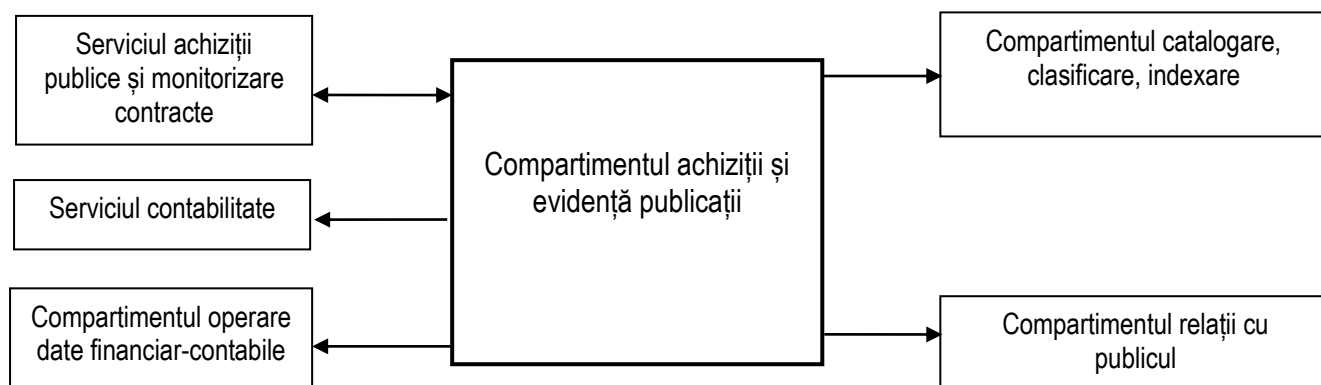 Serviciul achiziții
publice și monitorizare
contracte
Serviciul contabilitate
Compartimentul operare
date financiar-contabile
Compartimentul achiziții și
evidență publicații
Compartimentul catalogare,
clasificare, indexare
Compartimentul relații cu
publicul